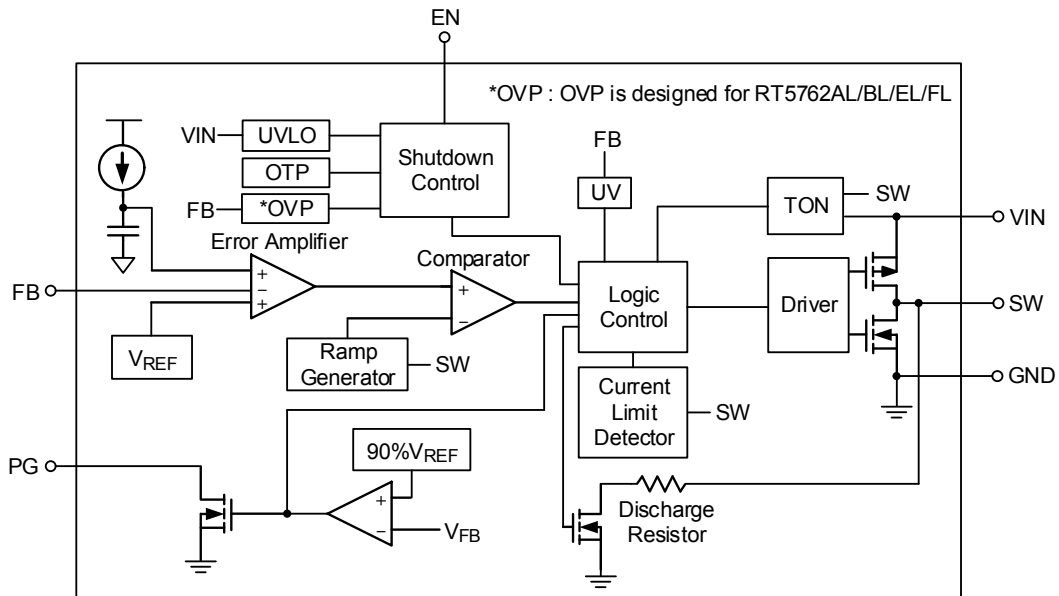 EN
*OVP : OVP is designed for RT5762AL/BL/EL/FL
VIN
UVLO
OTP
FB
*OVP
Shutdown
Control
FB
UV
TON
SW
VIN
Error Amplifier
+
−
+
FB
VREF
Comparator
+
−
Ramp
Generator
SW
Logic
Control
Driver
SW
GND
Current
Limit
Detector
SW
PG
90%VREF
+
−
VFB
Discharge
Resistor